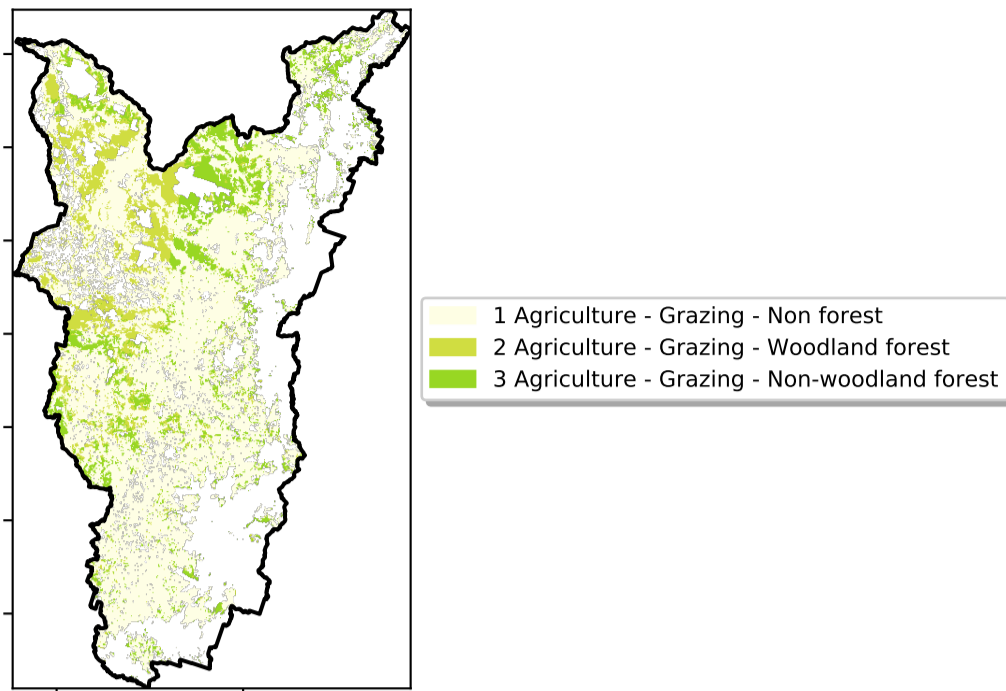 1 Agriculture - Grazing - Non forest
2 Agriculture - Grazing - Woodland forest
3 Agriculture - Grazing - Non-woodland forest